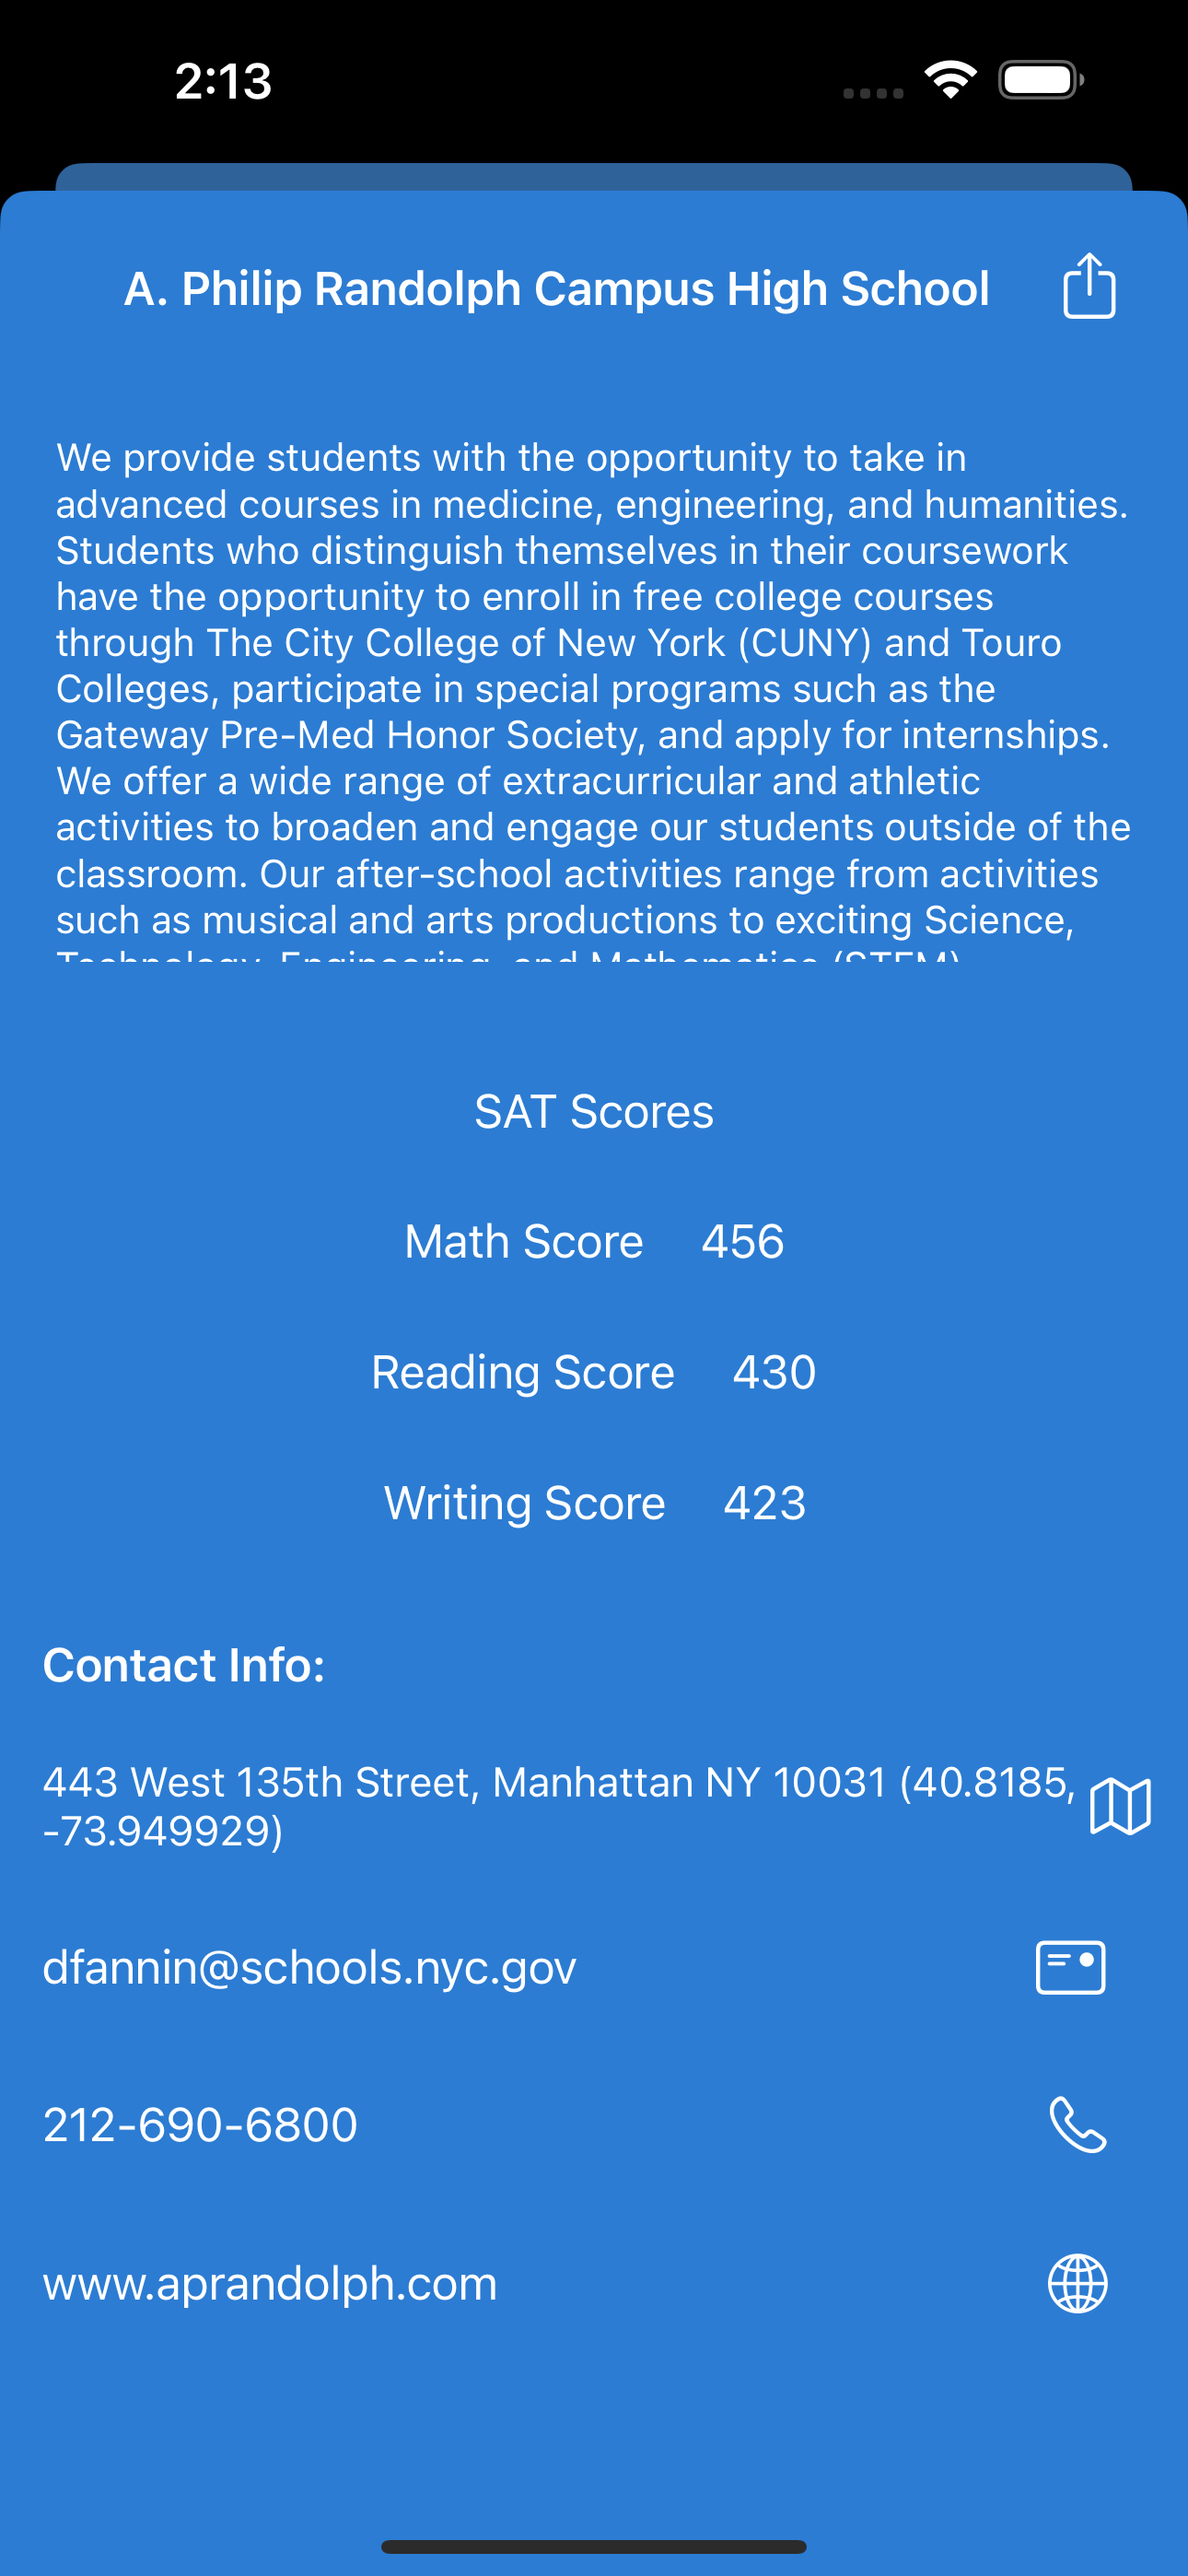 2:13
A. Philip Randolph Campus High School
We provide students with the opportunity to take in
advanced courses in medicine, engineering, and humanities.
Students who distinguish themselves in their coursework
have the opportunity to enroll in free college courses
through The City College of New York (CUNY) and Touro
Colleges, participate in special programs such as the
Gateway Pre-Med Honor Society, and apply for internships.
We offer a wide range of extracurricular and athletic
activities to broaden and engage our students outside of the
classroom. Our after-school activities range from activities
such as musical and arts productions to exciting Science,
Technology, Engineering, and Mathematics (STEM)
SAT Scores
Math Score 456
Reading Score 430
Writing Score 423
Contact Info:
443 West 135th Street, Manhattan NY 10031 (40.8185,
-73.949929)
dfannin@schools.nyc.gov
212-690-6800
www.aprandolph.com